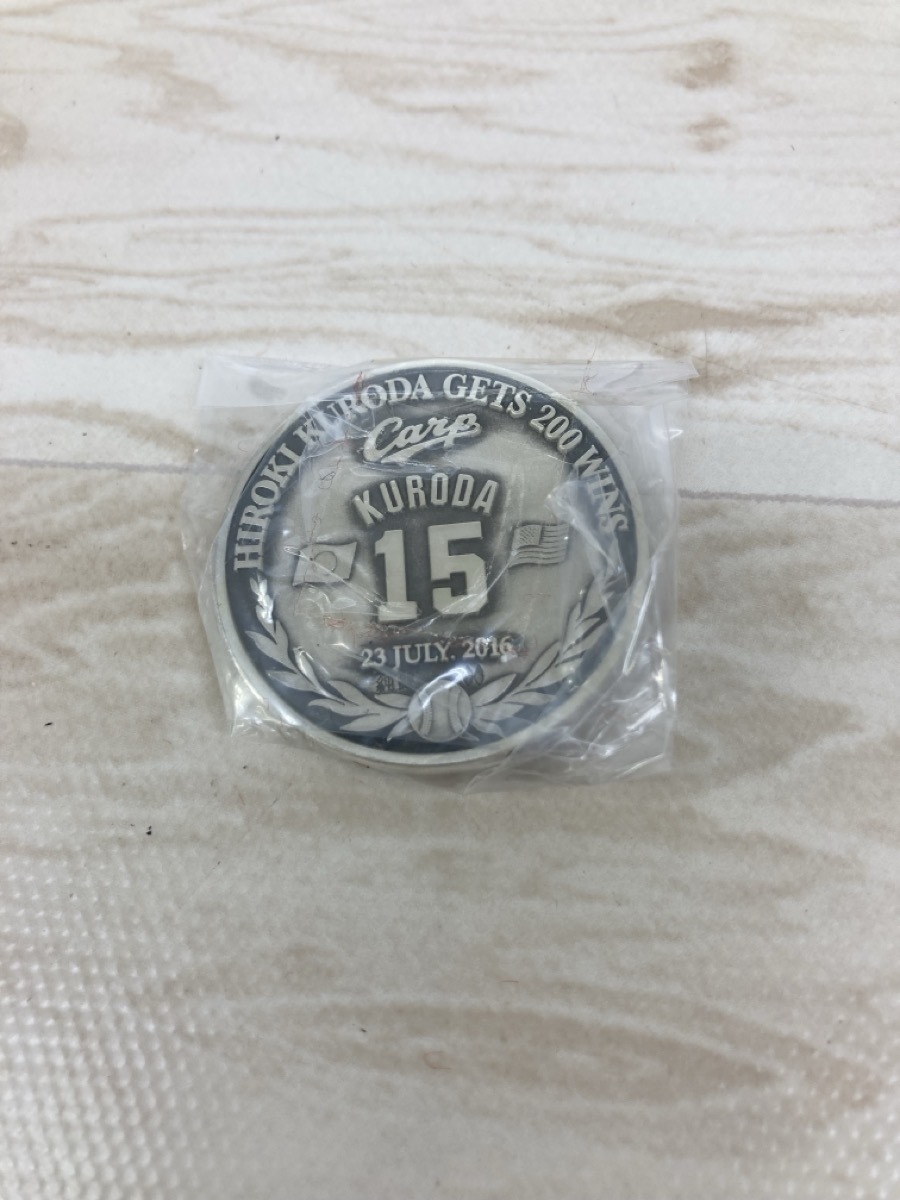 HIROKI KURODA GETS 200 WINS
Carp
KURODA
15
23 JULY. 2016